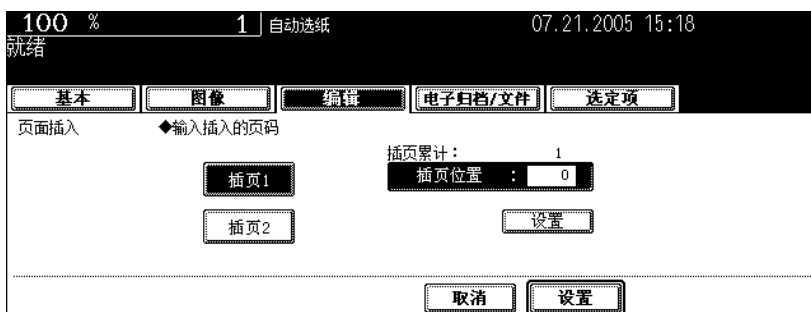 100 % 1 自动选纸 07.21.2005 15:18
就绪
基本 图像 编辑 电子归档/文件 选定项
页面插入 ◆输入插入的页码
插页累计： 1
插页1 插页位置 ： 0
插页2 设置
取消 设置